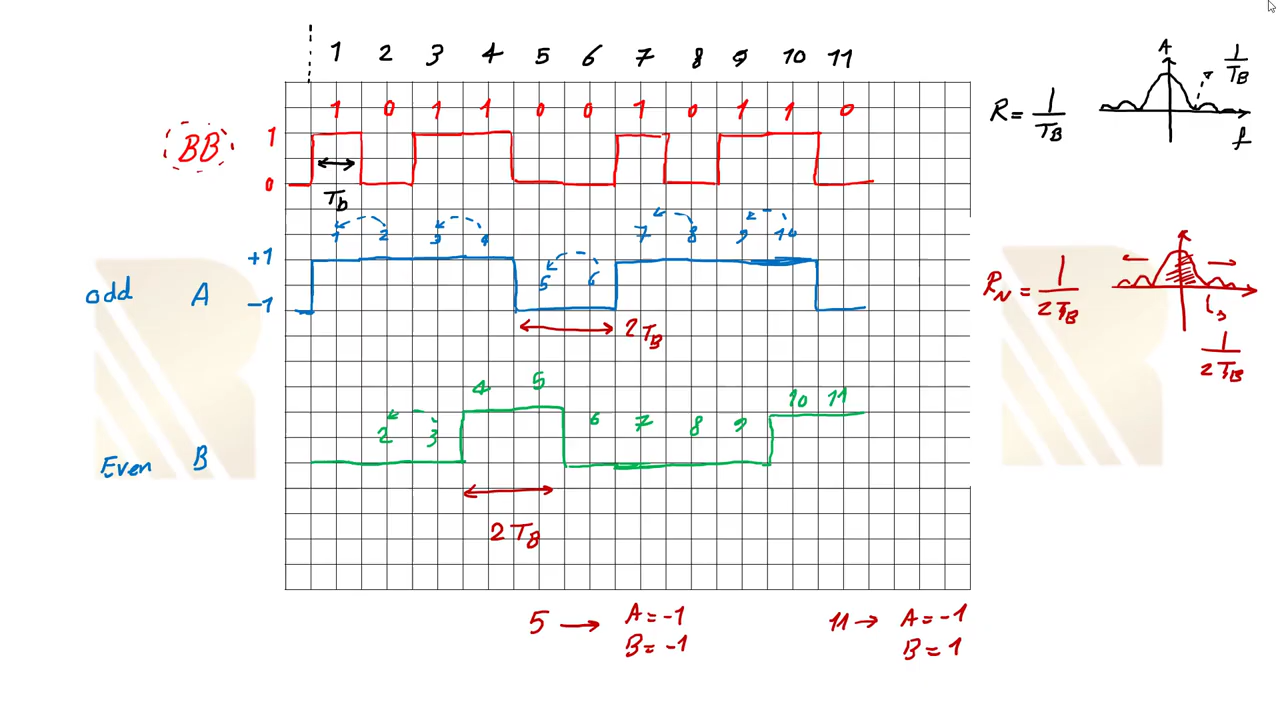 1 2 3 4 5 6 7 8 9 10 11
1 0 1 1 0 0 1 0 1 1 0
BB
1
0
Tb
R = 1/TB
A
1/TB
f
1 2 3 4 5 6 7 8 9 10
odd A
+1
-1
2TB
RN = 1/2TB
1/2TB
Even B
2 3 4 5 6 7 8 9 10 11
2TB
5 → A = -1
B = -1
11 → A = -1
B = 1